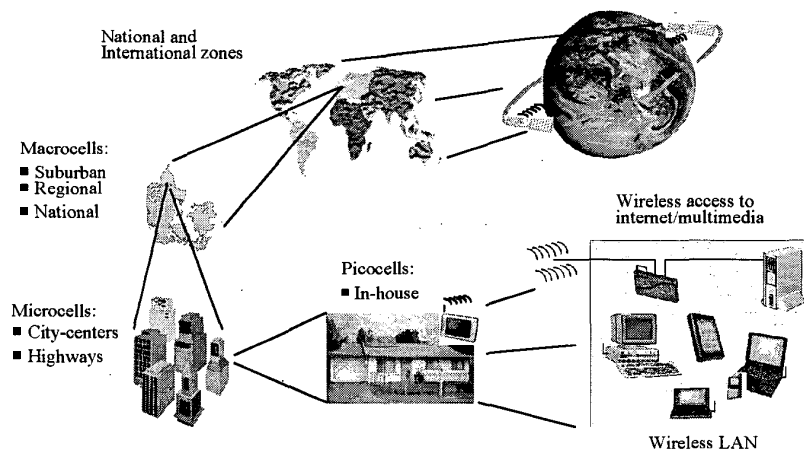 National and
International zones
Macrocells:
■ Suburban
■ Regional
■ National
Wireless access to
internet/multimedia
Picocells:
■ In-house
Microcells:
■ City-centers
■ Highways
Wireless LAN